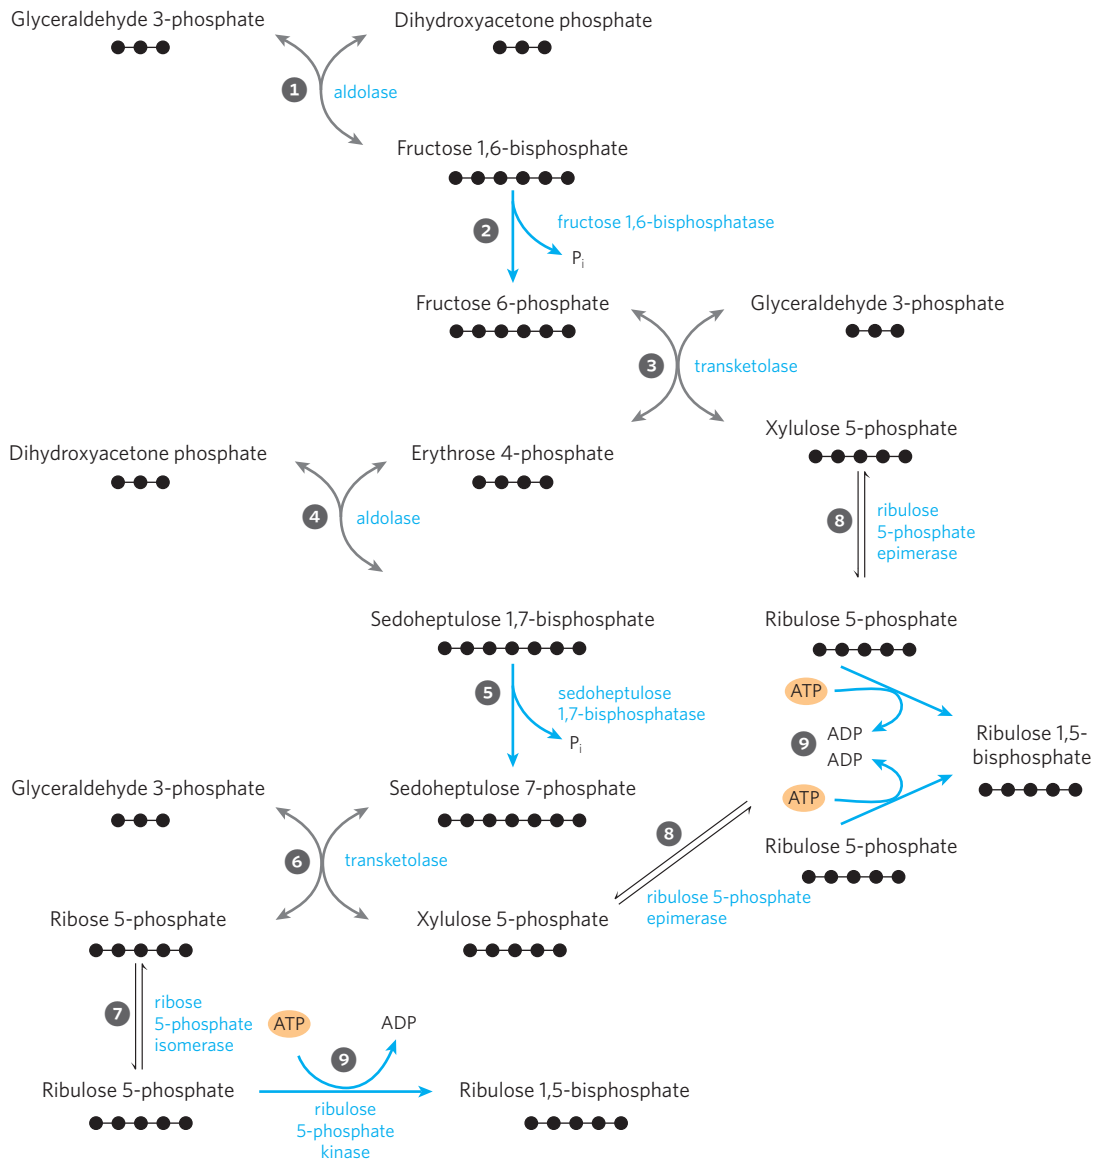 Glyceraldehyde 3-phosphate
Dihydroxyacetone phosphate
1
aldolase
Fructose 1,6-bisphosphate
2
fructose 1,6-bisphosphatase
Pi
Fructose 6-phosphate
Glyceraldehyde 3-phosphate
3
transketolase
Xylulose 5-phosphate
Dihydroxyacetone phosphate
Erythrose 4-phosphate
4
aldolase
8
ribulose
5-phosphate
epimerase
Sedoheptulose 1,7-bisphosphate
Ribulose 5-phosphate
5
sedoheptulose
1,7-bisphosphatase
Pi
ATP
ADP
9
ADP
ATP
Ribulose 1,5-
bisphosphate
Glyceraldehyde 3-phosphate
Sedoheptulose 7-phosphate
6
transketolase
8
ribulose 5-phosphate
epimerase
Ribulose 5-phosphate
Ribose 5-phosphate
Xylulose 5-phosphate
7
ribose
5-phosphate
isomerase
ATP
ADP
9
Ribulose 5-phosphate
Ribulose 1,5-bisphosphate
ribulose
5-phosphate
kinase